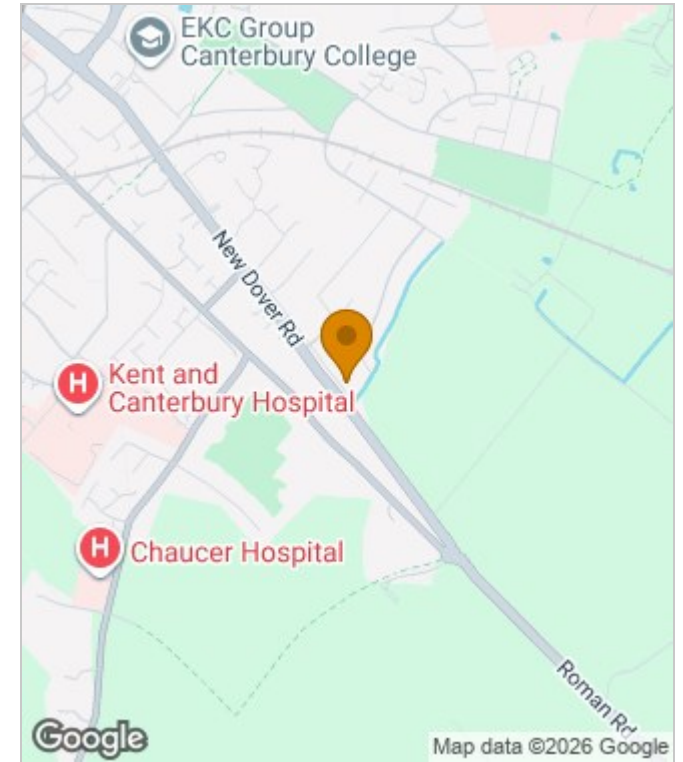 EKC Group
Canterbury College
New Dover Rd
H
Kent and
Canterbury Hospital
H
Chaucer Hospital
Roman Rd
Google
Map data ©2026 Google